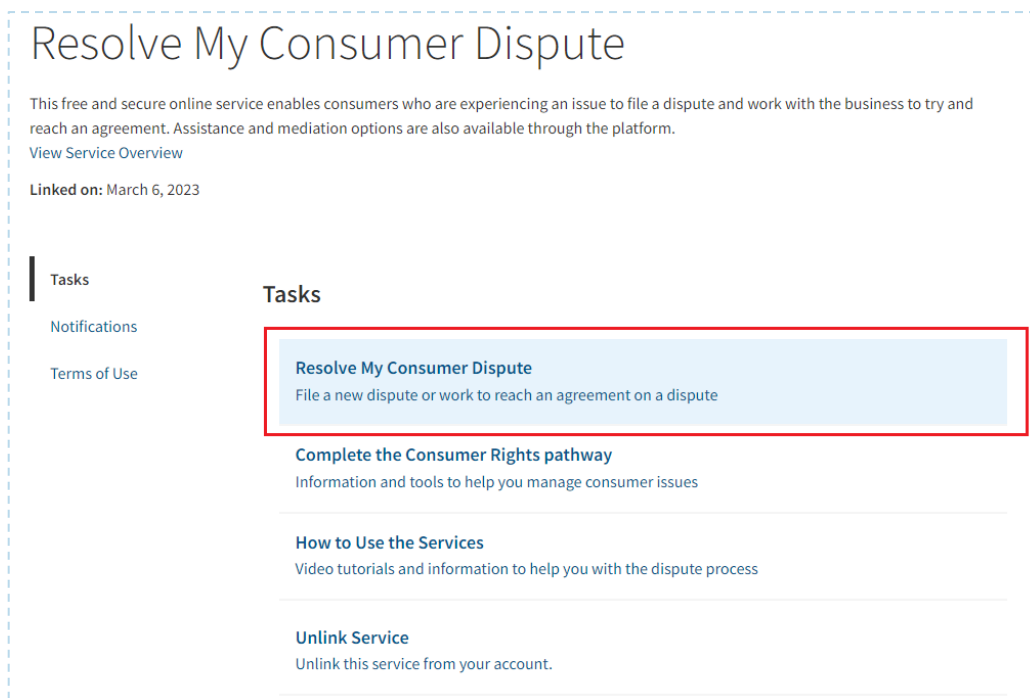 Resolve My Consumer Dispute
This free and secure online service enables consumers who are experiencing an issue to file a dispute and work with the business to try and
reach an agreement. Assistance and mediation options are also available through the platform.
View Service Overview
Linked on: March 6, 2023
Tasks
Notifications
Terms of Use
Tasks
Resolve My Consumer Dispute
File a new dispute or work to reach an agreement on a dispute
Complete the Consumer Rights pathway
Information and tools to help you manage consumer issues
How to Use the Services
Video tutorials and information to help you with the dispute process
Unlink Service
Unlink this service from your account.